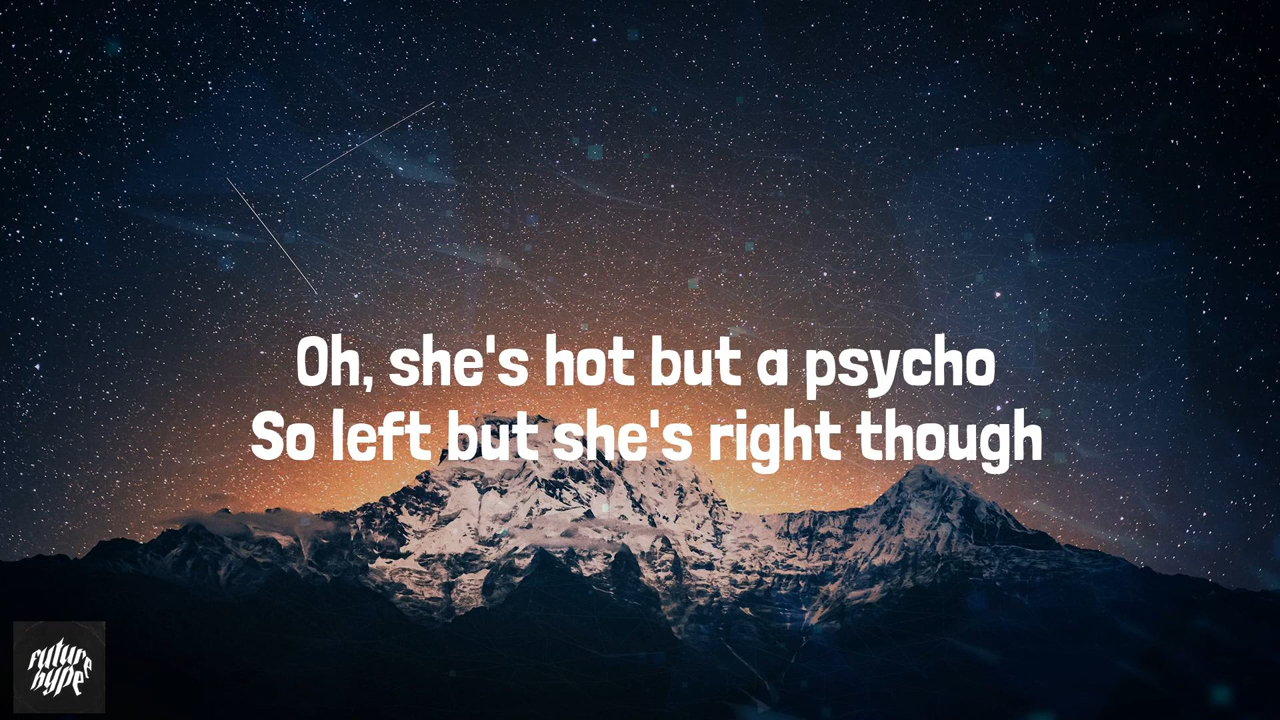 Oh, she's hot but a psycho
So left but she's right though
future
hype